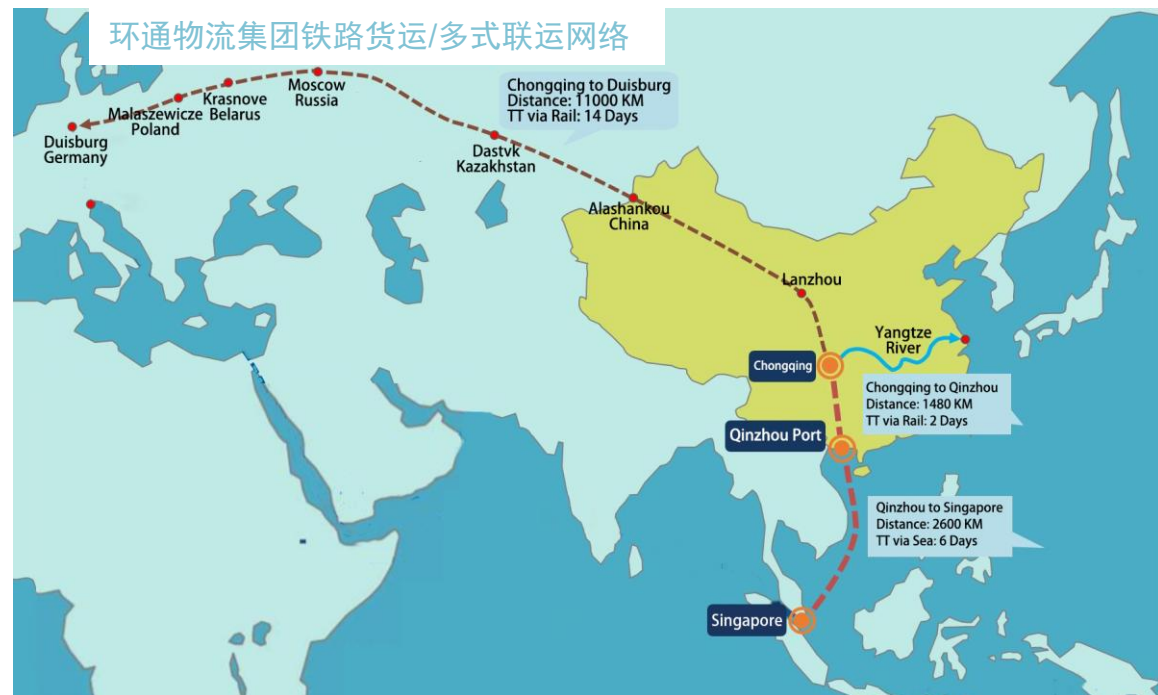 环通物流集团铁路货运/多式联运网络
Moscow
Russia
Krasnove
Belarus
Malaszewicze
Poland
Duisburg
Germany
Chongqing to Duisburg
Distance: 11000 KM
TT via Rail: 14 Days
Dastvk
Kazakhstan
Alashankou
China
Lanzhou
Yangtze
River
Chongqing
Chongqing to Qinzhou
Distance: 1480 KM
TT via Rail: 2 Days
Qinzhou Port
Qinzhou to Singapore
Distance: 2600 KM
TT via Sea: 6 Days
Singapore